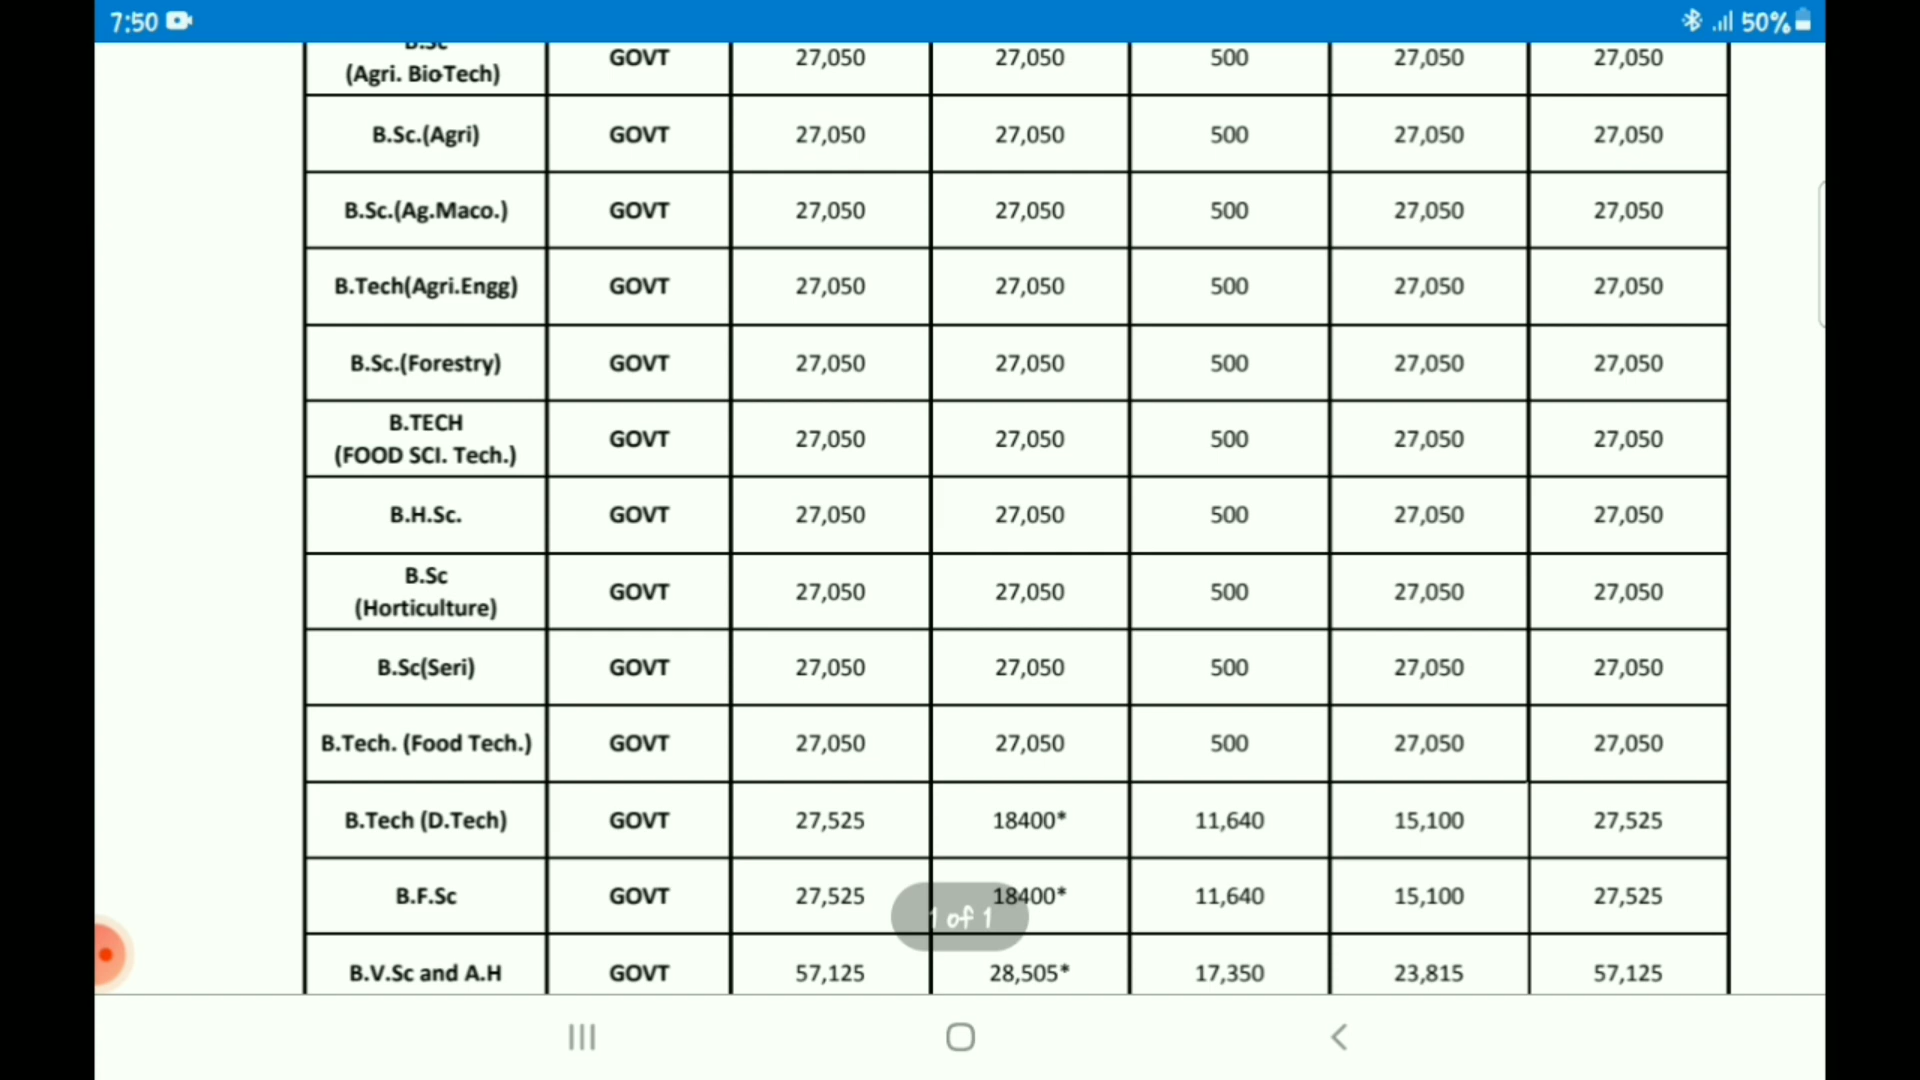 7:50 50%
B.Sc
(Agri. BioTech) GOVT 27,050 27,050 500 27,050 27,050
B.Sc.(Agri) GOVT 27,050 27,050 500 27,050 27,050
B.Sc.(Ag.Maco.) GOVT 27,050 27,050 500 27,050 27,050
B.Tech(Agri.Engg) GOVT 27,050 27,050 500 27,050 27,050
B.Sc.(Forestry) GOVT 27,050 27,050 500 27,050 27,050
B.TECH
(FOOD SCI. Tech.) GOVT 27,050 27,050 500 27,050 27,050
B.H.Sc. GOVT 27,050 27,050 500 27,050 27,050
B.Sc
(Horticulture) GOVT 27,050 27,050 500 27,050 27,050
B.Sc(Seri) GOVT 27,050 27,050 500 27,050 27,050
B.Tech. (Food Tech.) GOVT 27,050 27,050 500 27,050 27,050
B.Tech (D.Tech) GOVT 27,525 18400* 11,640 15,100 27,525
B.F.Sc GOVT 27,525 18400* 11,640 15,100 27,525
1 of 1
B.V.Sc and A.H GOVT 57,125 28,505* 17,350 23,815 57,125